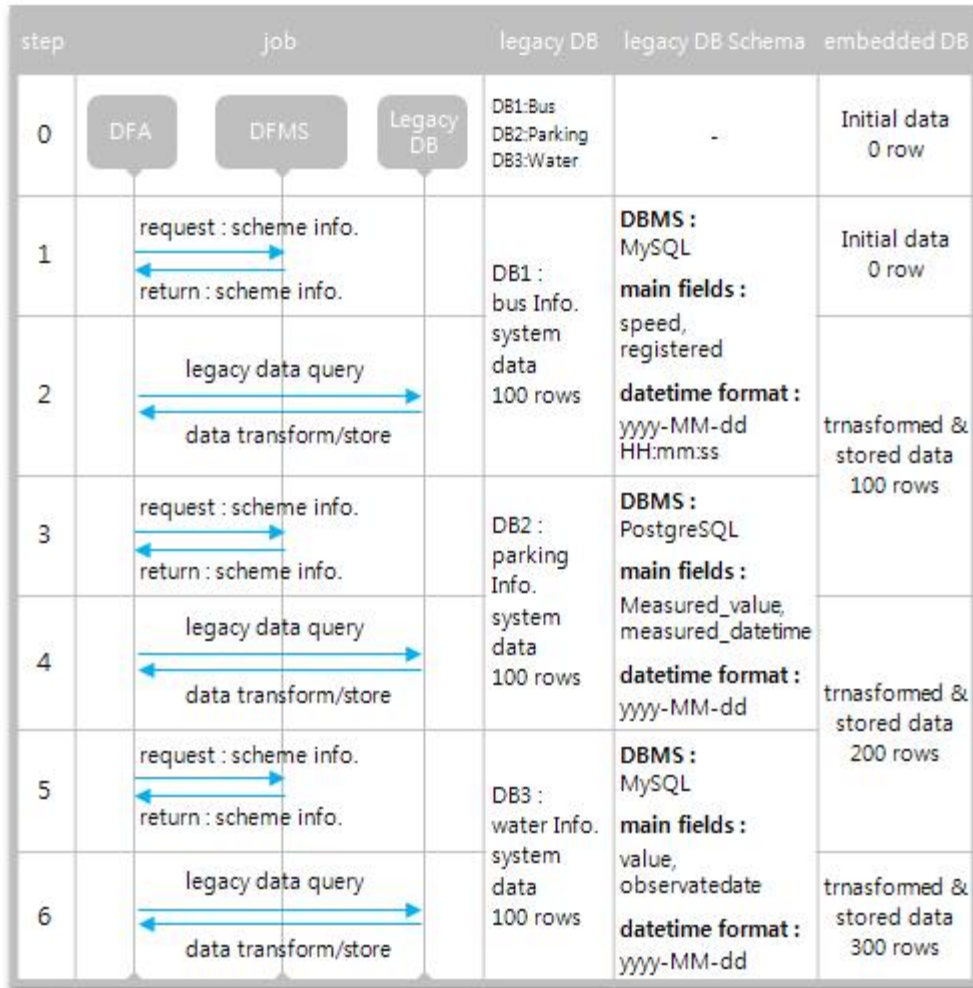 step job legacy DB legacy DB Schema embedded DB
0
DFA
DFMS
Legacy
DB
DB1:Bus
DB2:Parking
DB3:Water
-
Initial data
0 row
1
request : scheme info.
return : scheme info.
DB1 :
bus Info.
system
data
100 rows
DBMS :
MySQL
main fields :
speed,
registered
datetime format :
yyyy-MM-dd
HH:mm:ss
Initial data
0 row
2
legacy data query
data transform/store
trnasformed &
stored data
100 rows
3
request : scheme info.
return : scheme info.
DB2 :
parking
Info.
system
data
100 rows
DBMS :
PostgreSQL
main fields :
Measured_value,
measured_datetime
datetime format :
yyyy-MM-dd
4
legacy data query
data transform/store
trnasformed &
stored data
200 rows
5
request : scheme info.
return : scheme info.
DB3 :
water Info.
system
data
100 rows
DBMS :
MySQL
main fields :
value,
observatedate
datetime format :
yyyy-MM-dd
6
legacy data query
data transform/store
trnasformed &
stored data
300 rows